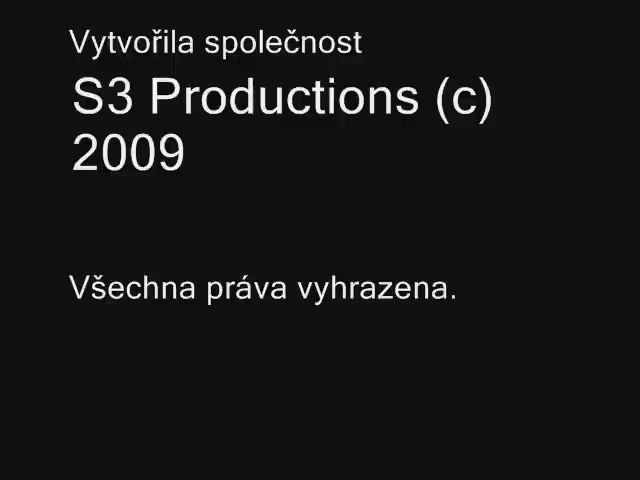 Vytvořila společnost
S3 Productions (c)
2009
Všechna práva vyhrazena.